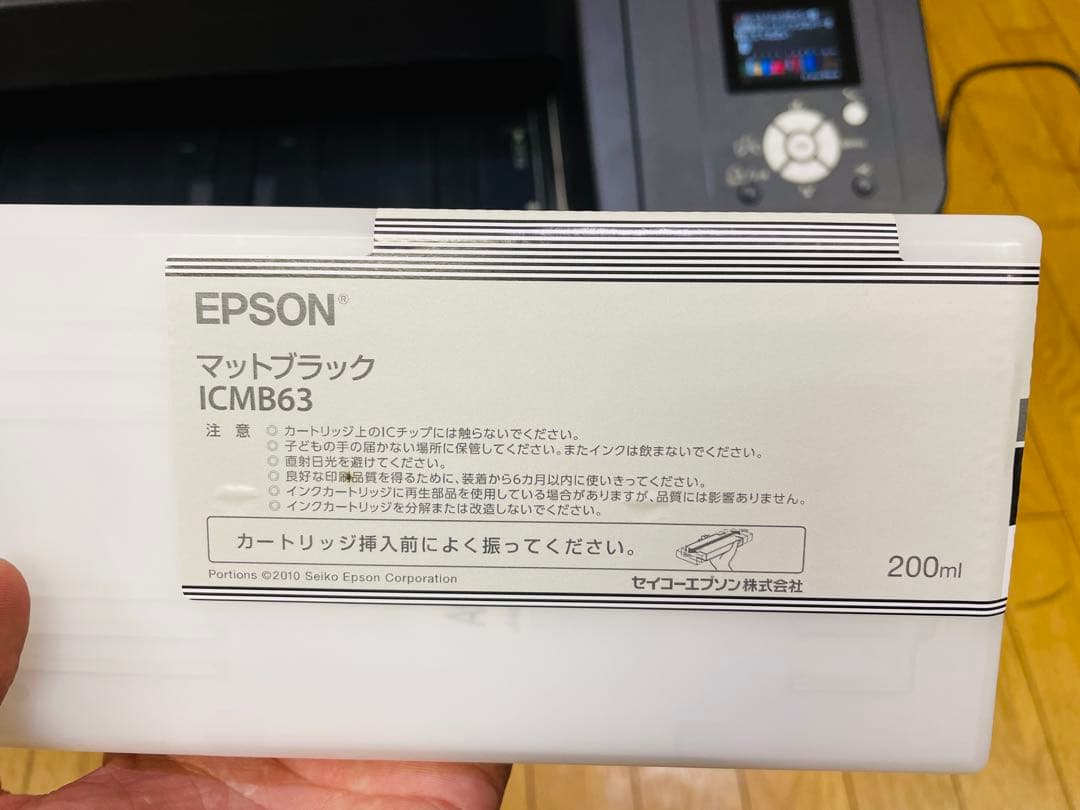 EPSON®
マットブラック
ICMB63
注 意 ◎ カートリッジ上のICチップには触らないでください。
◎ 子どもの手の届かない場所に保管してください。またインクは飲まないでください。
◎ 直射日光を避けてください。
◎ 良好な印刷品質を得るために、装着から6カ月以内に使いきってください。
◎ インクカートリッジに再生部品を使用している場合がありますが、品質には影響ありません。
◎ インクカートリッジを分解または改造しないでください。
カートリッジ挿入前によく振ってください。
200ml
Portions ©2010 Seiko Epson Corporation
セイコーエプソン株式会社